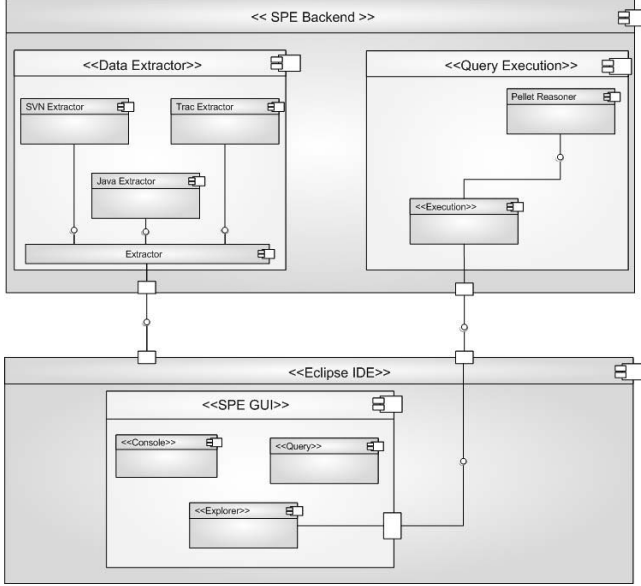 << SPE Backend >>
<<Data Extractor>>
<<Query Execution>>
SVN Extractor
Trac Extractor
Pellet Reasoner
Java Extractor
<<Execution>>
Extractor
<<Eclipse IDE>>
<<SPE GUI>>
<<Console>>
<<Query>>
<<Explorer>>